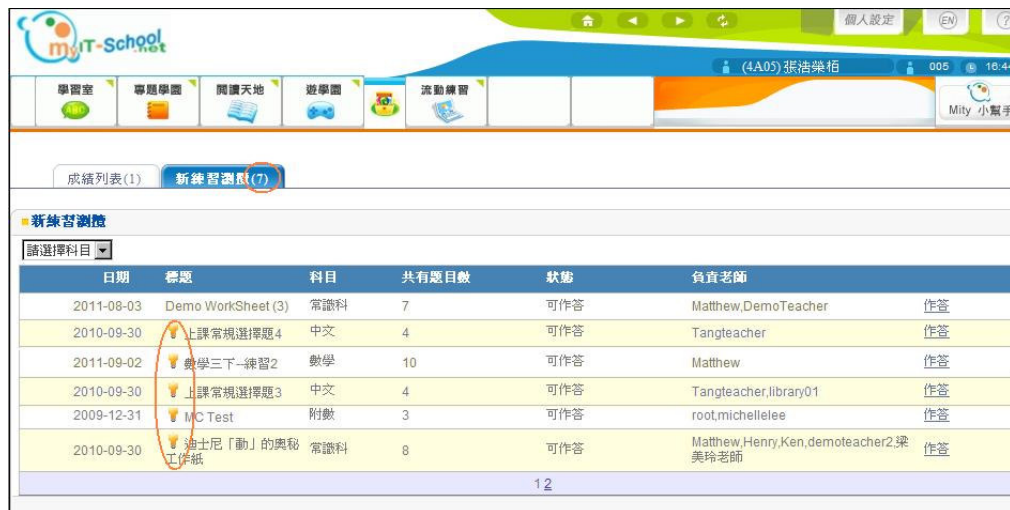 myIT-School.net
個人設定 EN ?
(4A05) 張浩榮栢 005 16:44
學習室 專題學園 閱讀天地 遊學園 流動練習
ABC
Mity 小幫手
成績列表(1) 新練習瀏覽(7)
新練習瀏覽
請選擇科目
日期 標題 科目 共有題目數 狀態 負責老師
2011-08-03 Demo WorkSheet (3) 常識科 7 可作答 Matthew,DemoTeacher 作答
2010-09-30 上課常規選擇題4 中文 4 可作答 Tangteacher 作答
2011-09-02 數學三下--練習2 數學 10 可作答 Matthew 作答
2010-09-30 上課常規選擇題3 中文 4 可作答 Tangteacher,library01 作答
2009-12-31 MC Test 附數 3 可作答 root,michellelee 作答
2010-09-30 迪士尼「動」的奧秘工作紙 常識科 8 可作答 Matthew,Henry,Ken,demoteacher2,梁美玲老師 作答
1 2